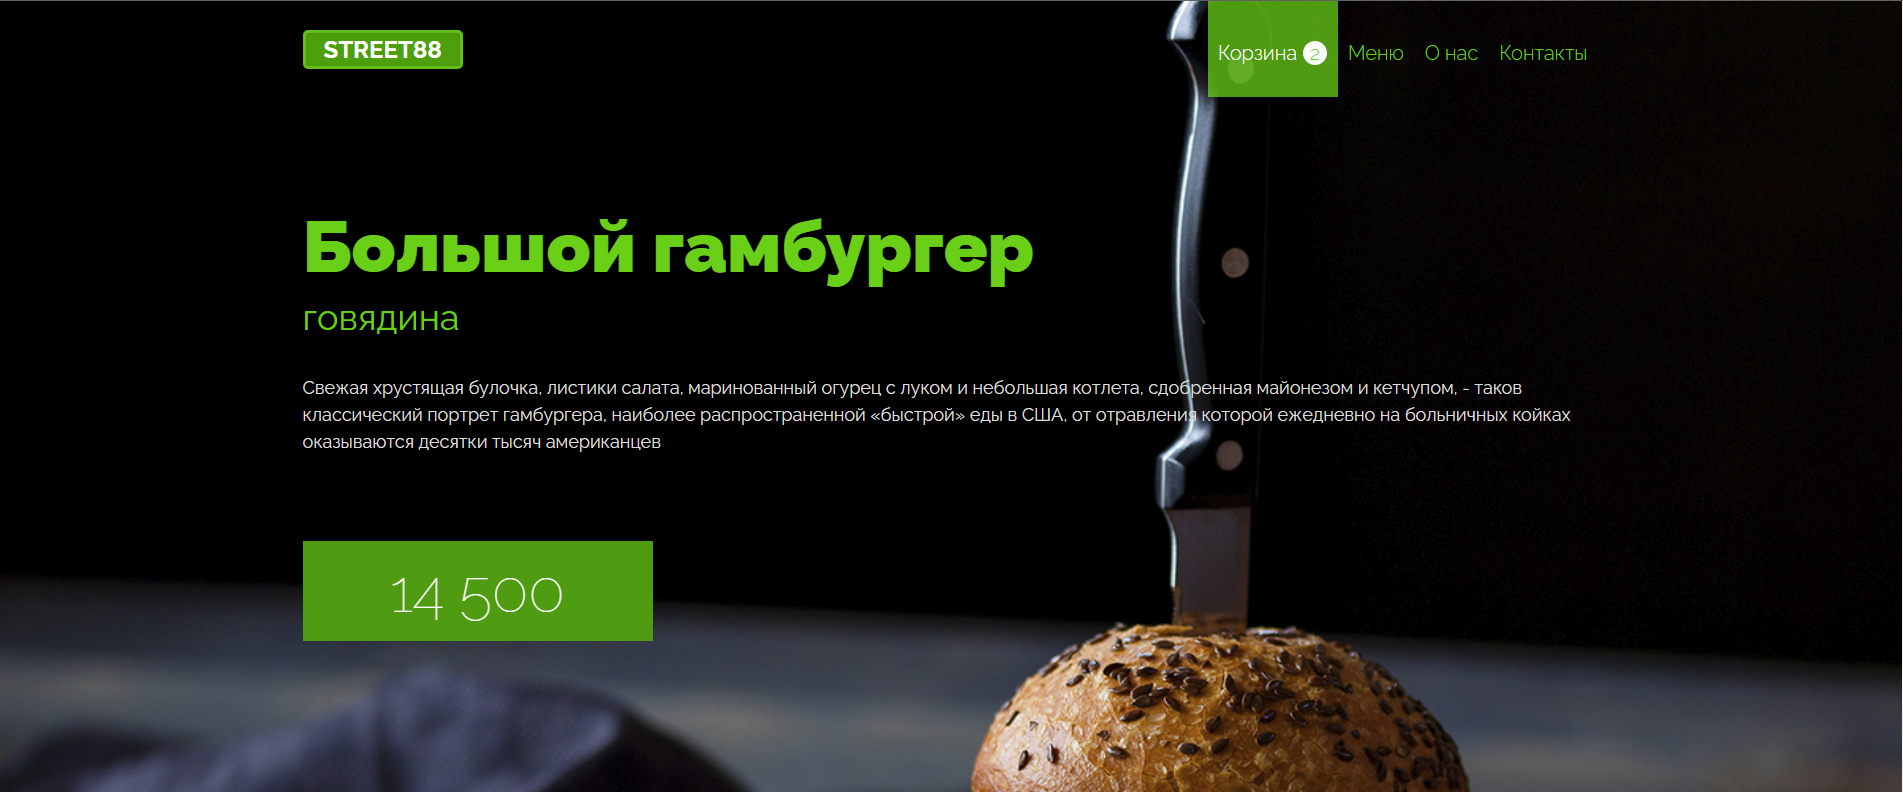 STREET88
Корзина 2 Меню О нас Контакты
Большой гамбургер
говядина
Свежая хрустящая булочка, листики салата, маринованный огурец с луком и небольшая котлета, сдобренная майонезом и кетчупом, - таков
классический портрет гамбургера, наиболее распространенной «быстрой» еды в США, от отравления которой ежедневно на больничных койках
оказываются десятки тысяч американцев
14 500